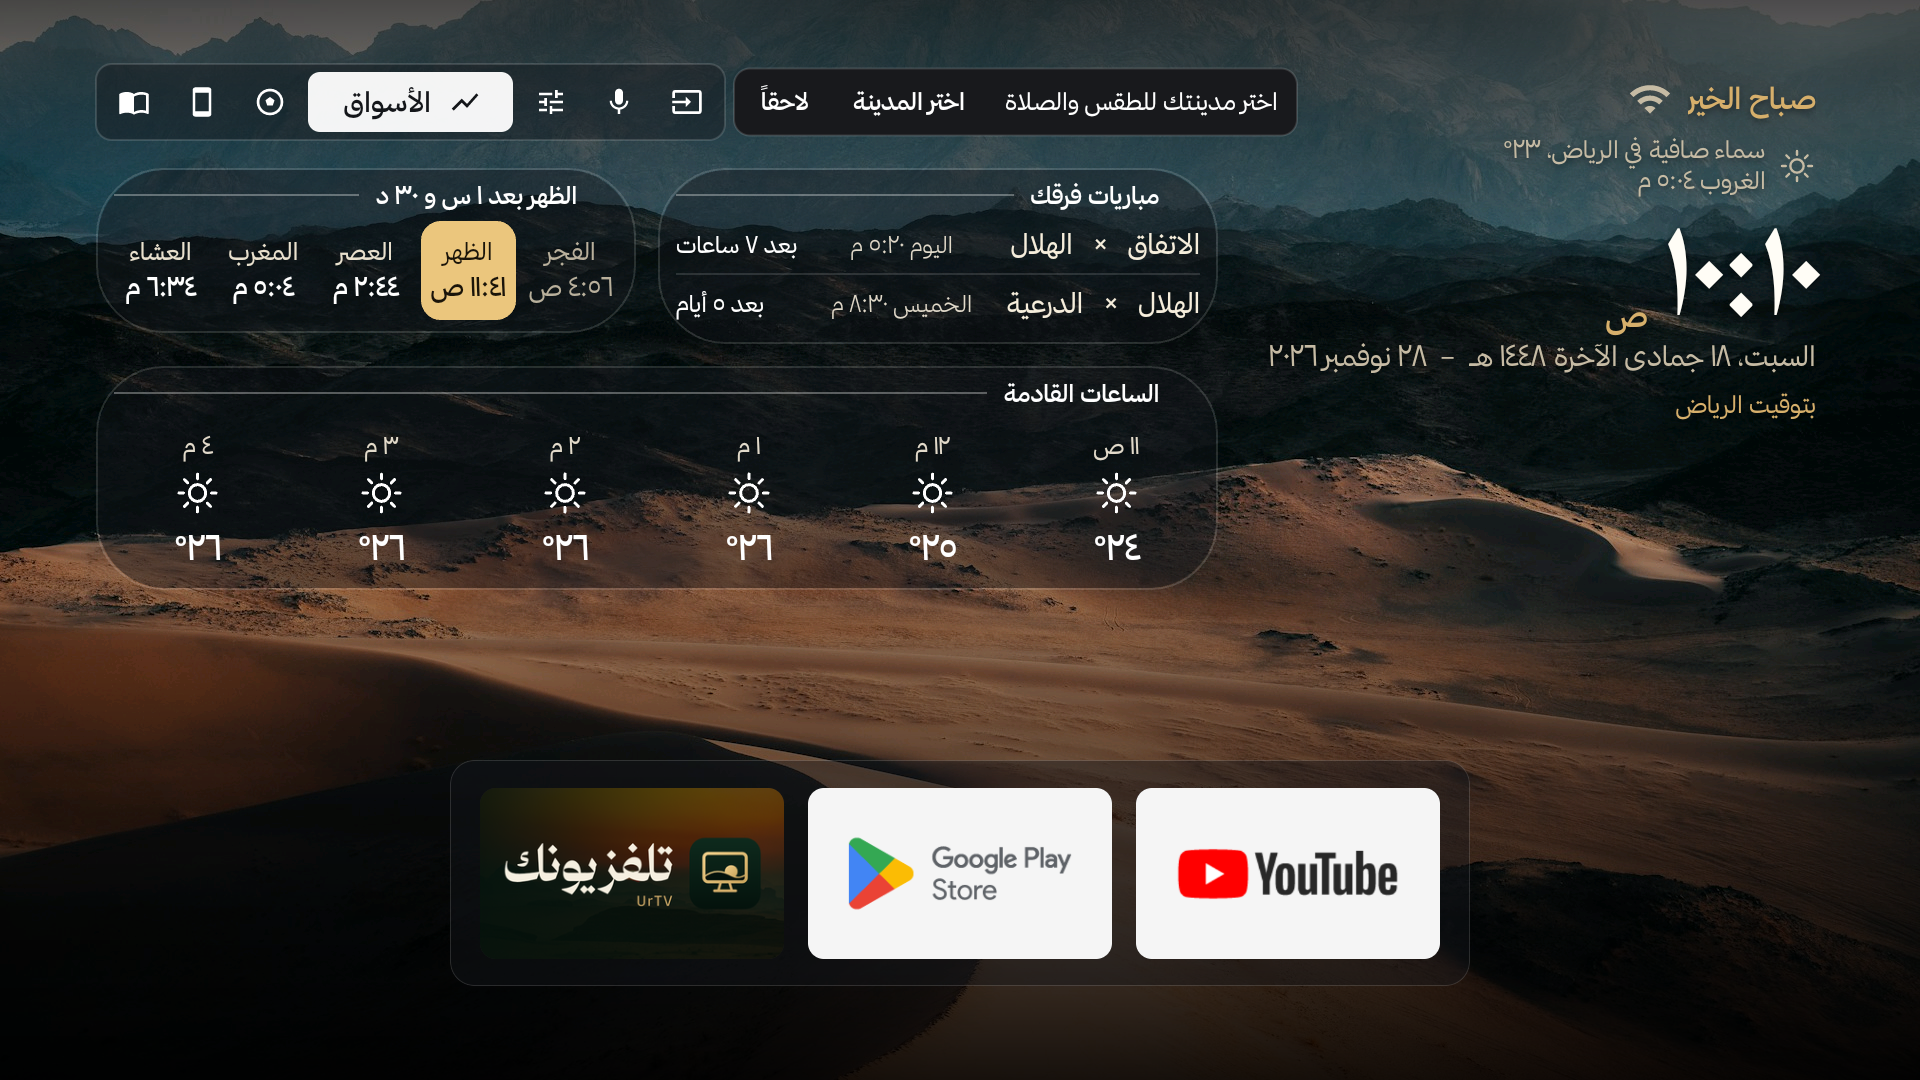 صباح الخير
سماء صافية في الرياض، ٢٣°
الغروب ٥:٠٤ م
١٠:١٠ ص
السبت، ١٨ جمادى الآخرة ١٤٤٨ هـ – ٢٨ نوفمبر ٢٠٢٦
بتوقيت الرياض
اختر مدينتك للطقس والصلاة اختر المدينة لاحقاً
الأسواق
مباريات فرقك
الاتفاق × الهلال اليوم ٥:٢٠ م بعد ٧ ساعات
الهلال × الدرعية الخميس ٨:٣٠ م بعد ٥ أيام
الظهر بعد ١ س و ٣٠ د
الفجر الظهر العصر المغرب العشاء
٤:٥٦ ص ١١:٤١ ص ٢:٤٤ م ٥:٠٤ م ٦:٣٤ م
الساعات القادمة
١١ ص ١٢ م ١ م ٢ م ٣ م ٤ م
٢٤° ٢٥° ٢٦° ٢٦° ٢٦° ٢٦°
YouTube
Google Play
Store
تلفزيونك
UrTV